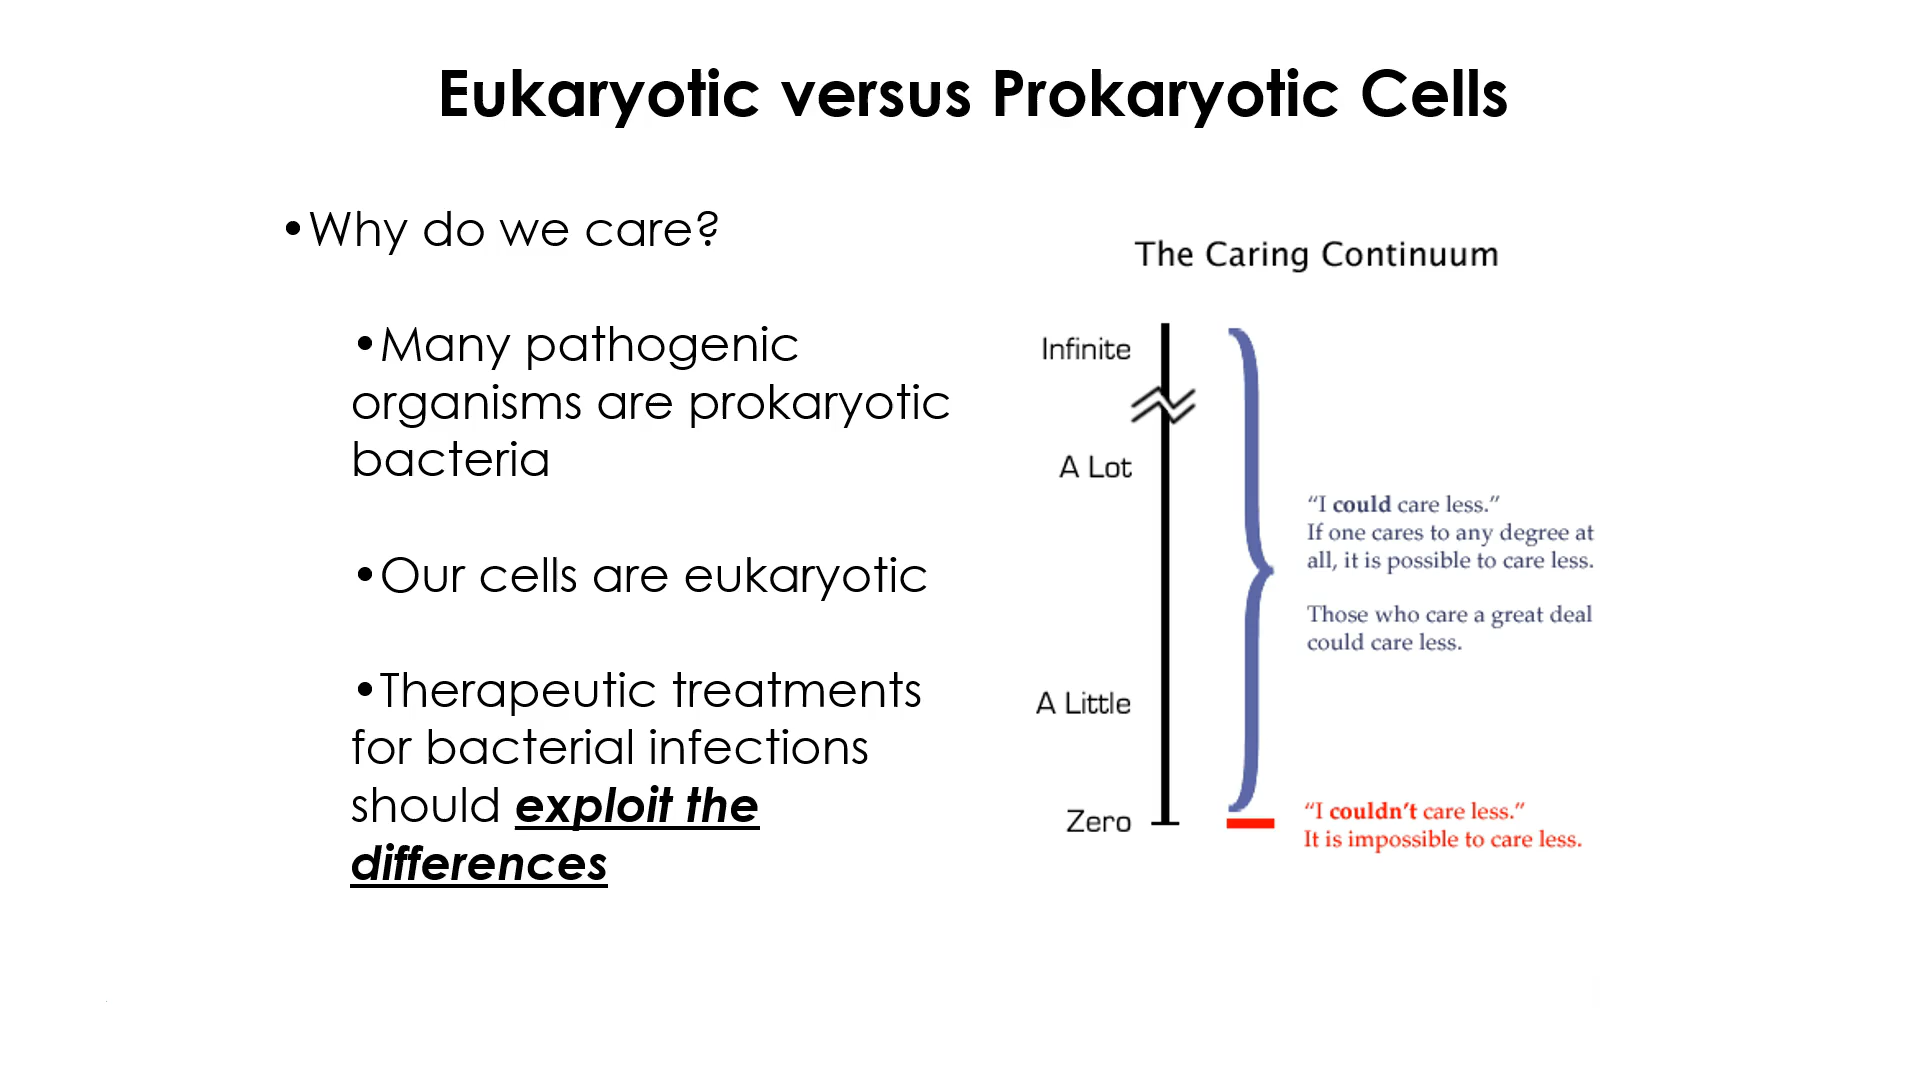 Eukaryotic versus Prokaryotic Cells
•Why do we care?
•Many pathogenic
organisms are prokaryotic
bacteria
•Our cells are eukaryotic
•Therapeutic treatments
for bacterial infections
should exploit the
differences
The Caring Continuum
Infinite
A Lot
A Little
Zero
“I could care less.”
If one cares to any degree at
all, it is possible to care less.
Those who care a great deal
could care less.
“I couldn’t care less.”
It is impossible to care less.